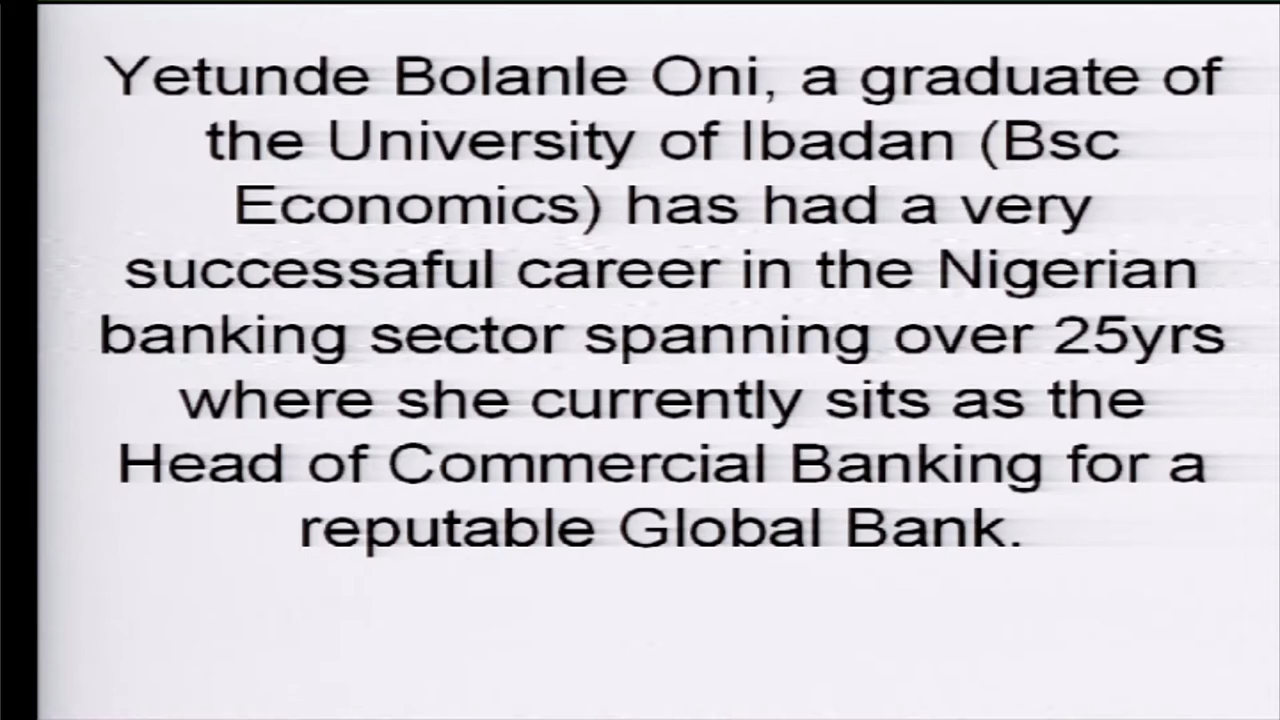 Yetunde Bolanle Oni, a graduate of
the University of Ibadan (Bsc
Economics) has had a very
successaful career in the Nigerian
banking sector spanning over 25yrs
where she currently sits as the
Head of Commercial Banking for a
reputable Global Bank.